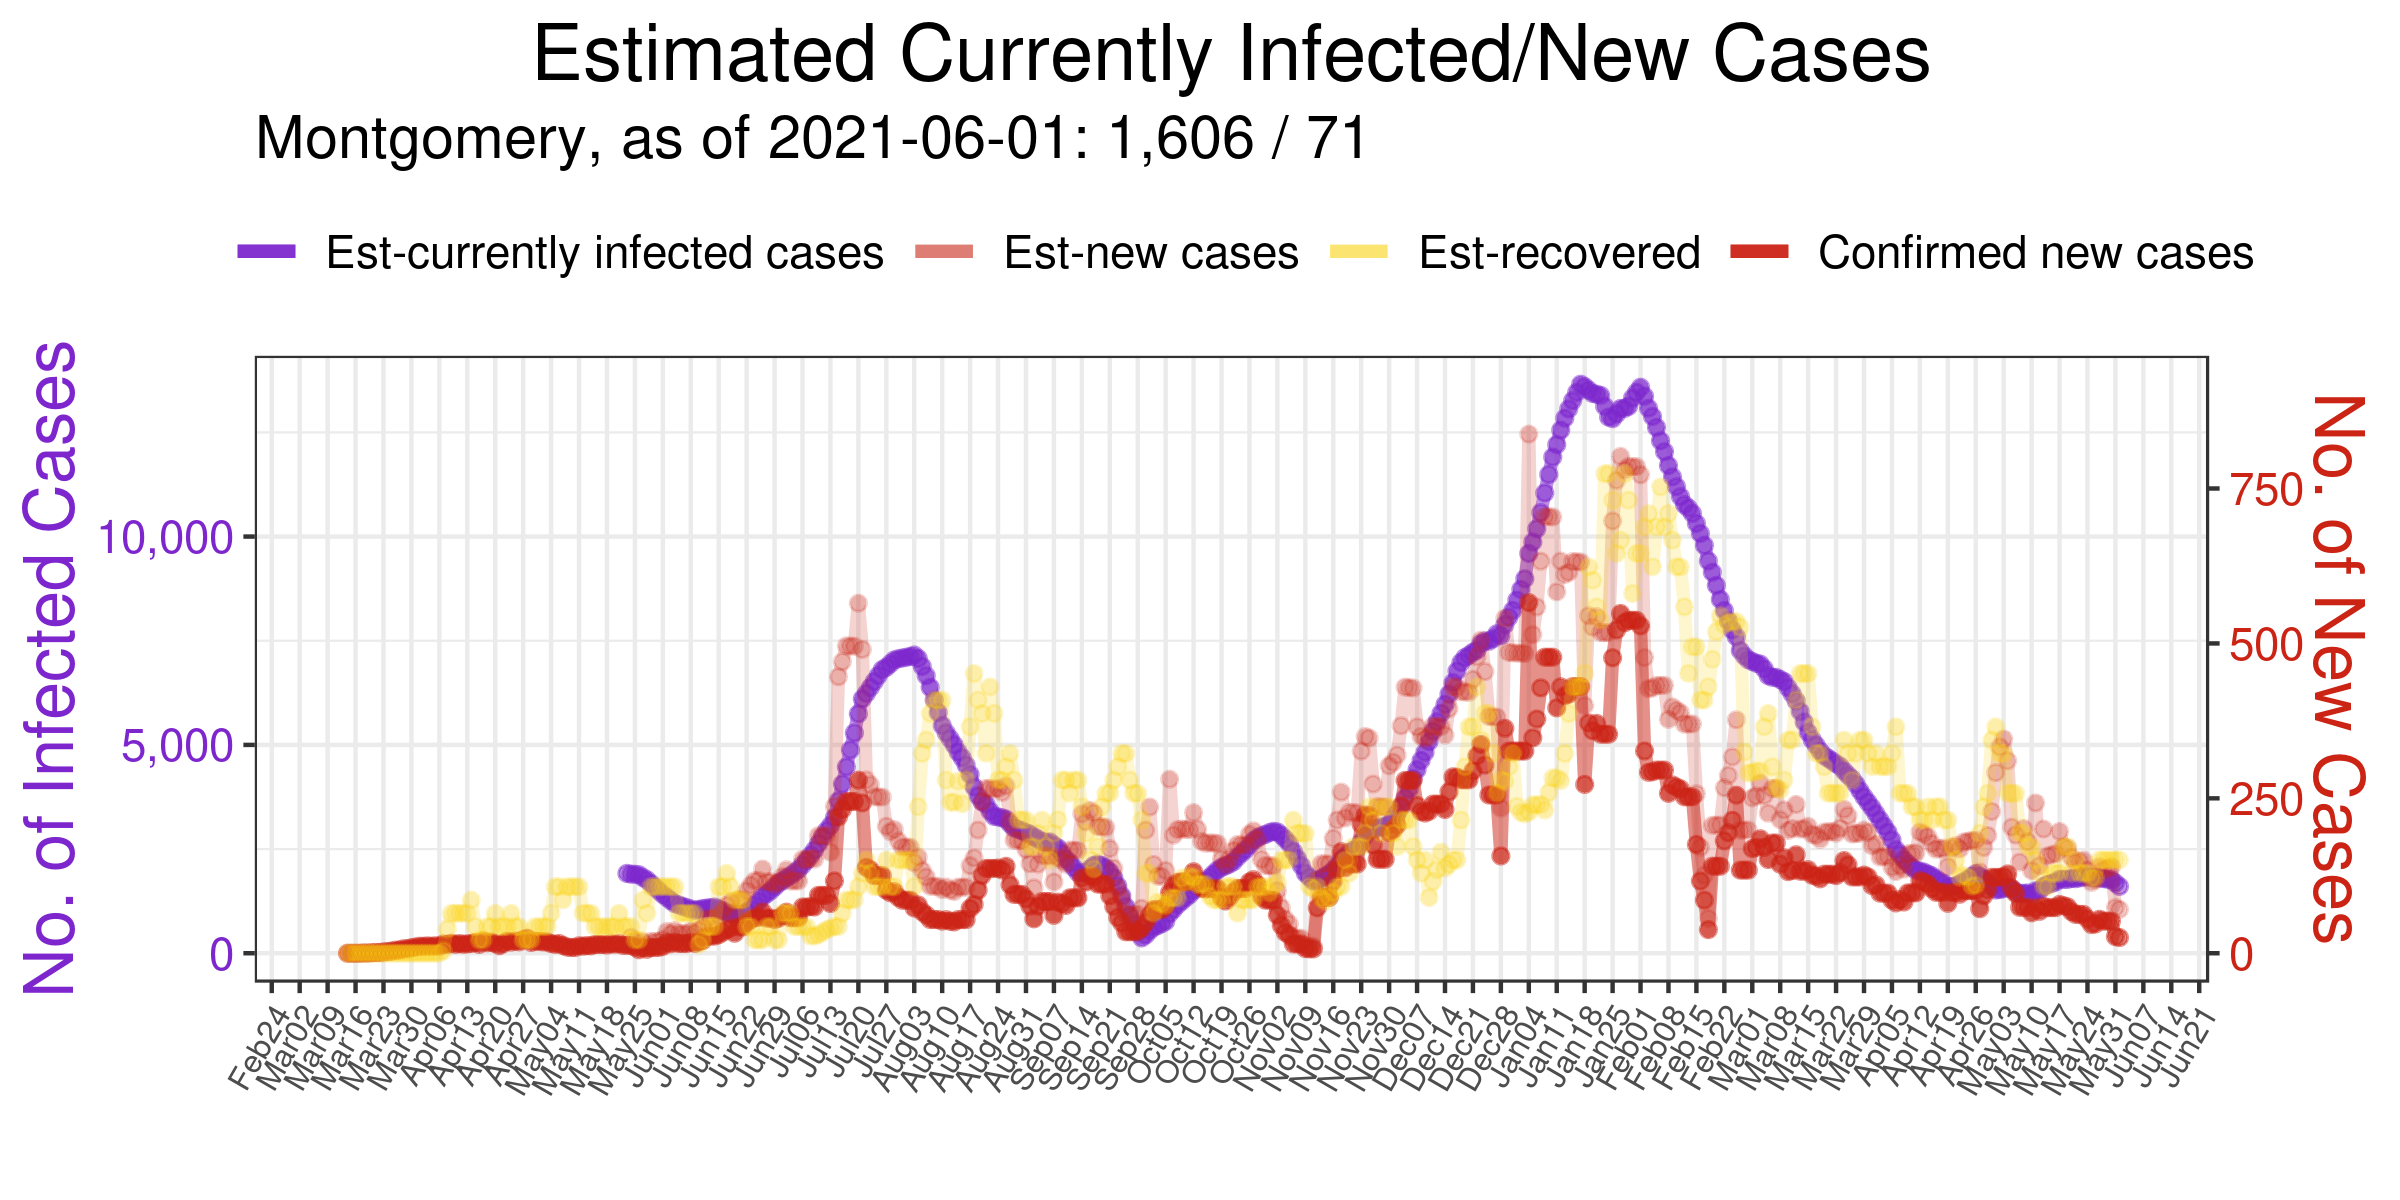 Estimated Currently Infected/New Cases
Montgomery, as of 2021-06-01: 1,606 / 71
Est-currently infected cases Est-new cases Est-recovered Confirmed new cases
No. of Infected Cases
10,000
5,000
0
No. of New Cases
750
500
250
0
Feb24
Mar02
Mar09
Mar16
Mar23
Mar30
Apr06
Apr13
Apr20
Apr27
May04
May11
May18
May25
Jun01
Jun08
Jun15
Jun22
Jun29
Jul06
Jul13
Jul20
Jul27
Aug03
Aug10
Aug17
Aug24
Aug31
Sep07
Sep14
Sep21
Sep28
Oct05
Oct12
Oct19
Oct26
Nov02
Nov09
Nov16
Nov23
Nov30
Dec07
Dec14
Dec21
Dec28
Jan04
Jan11
Jan18
Jan25
Feb01
Feb08
Feb15
Feb22
Mar01
Mar08
Mar15
Mar22
Mar29
Apr05
Apr12
Apr19
Apr26
May03
May10
May17
May24
May31
Jun07
Jun14
Jun21